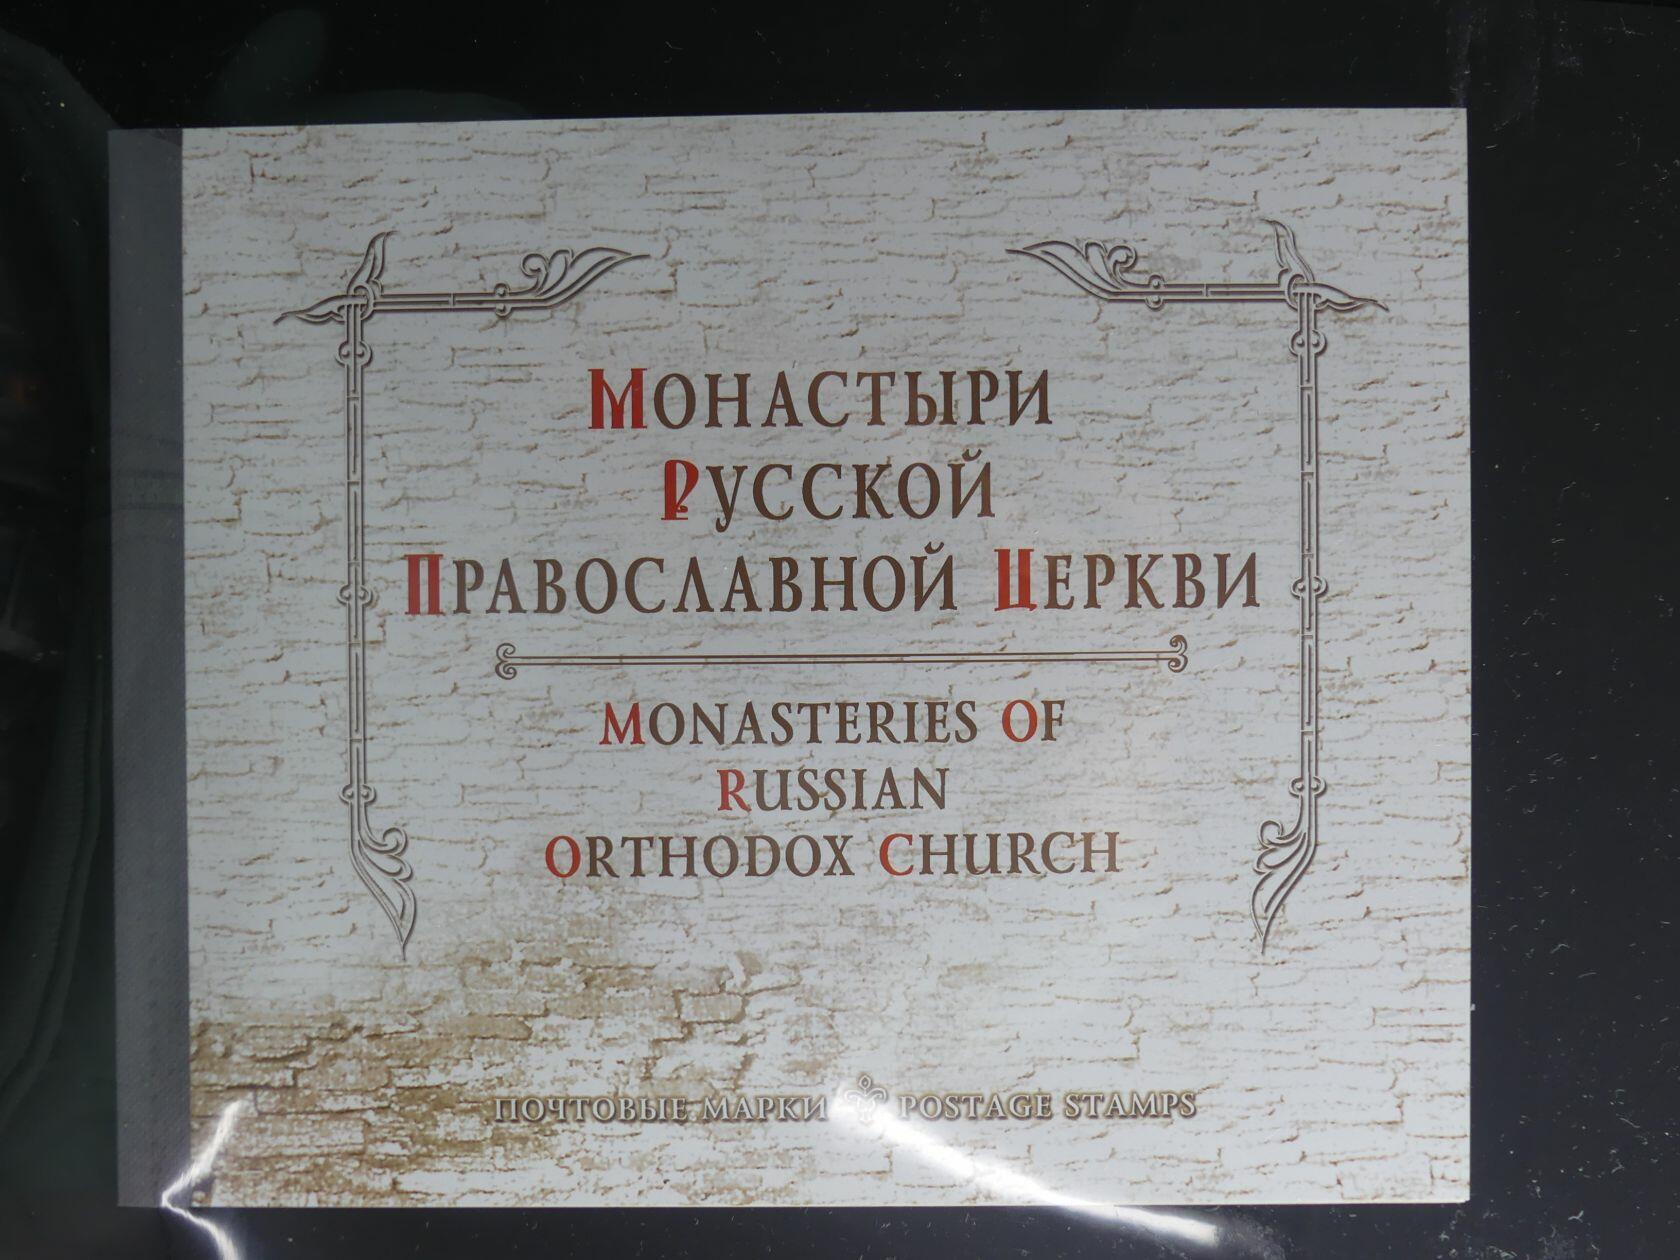 Монастыри
Русской
Православной Церкви
Monasteries Of
Russian
Orthodox Church
ПОЧТОВЫЕ МАРКИ POSTAGE STAMPS